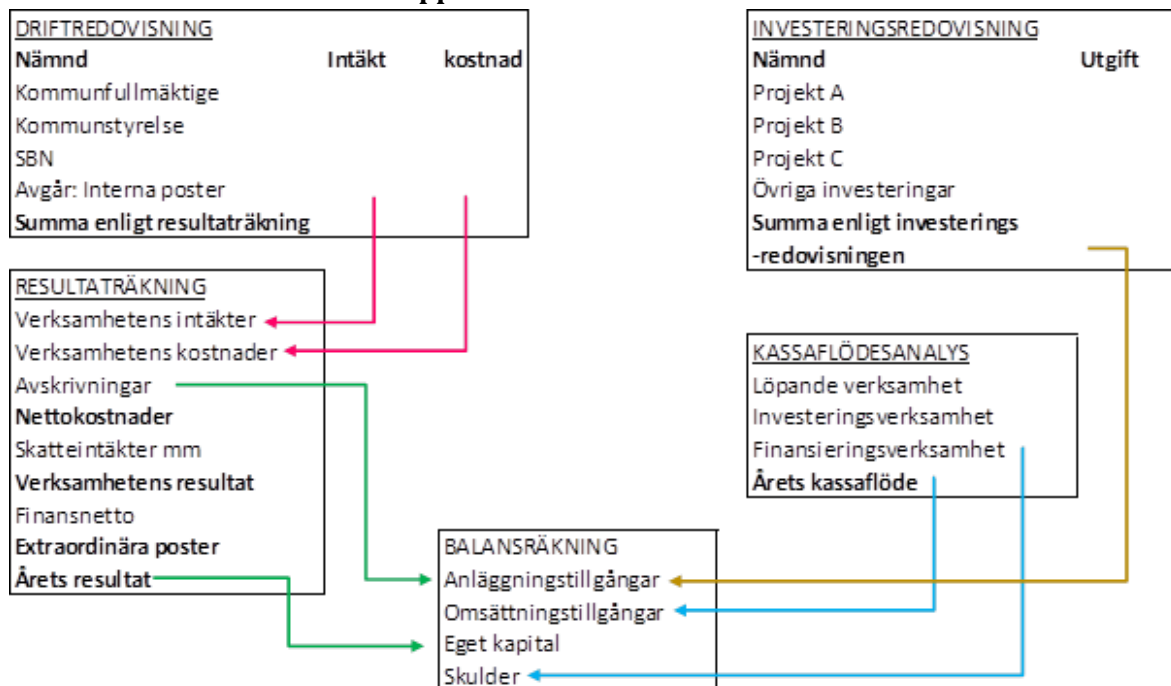 DRIFTREDOVISNING
Nämnd Intäkt kostnad
Kommunfullmäktige
Kommunstyrelse
SBN
Avgår: Interna poster
Summa enligt resultaträkning
INVESTERINGSREDOVISNING
Nämnd Utgift
Projekt A
Projekt B
Projekt C
Övriga investeringar
Summa enligt investerings
-redovisningen
RESULTATRÄKNING
Verksamhetens intäkter
Verksamhetens kostnader
Avskrivningar
Nettokostnader
Skatteintäkter mm
Verksamhetens resultat
Finansnetto
Extraordinära poster
Årets resultat
KASSAFLÖDESANALYS
Löpande verksamhet
Investeringsverksamhet
Finansieringsverksamhet
Årets kassaflöde
BALANSRÄKNING
Anläggningstillgångar
Omsättningstillgångar
Eget kapital
Skulder